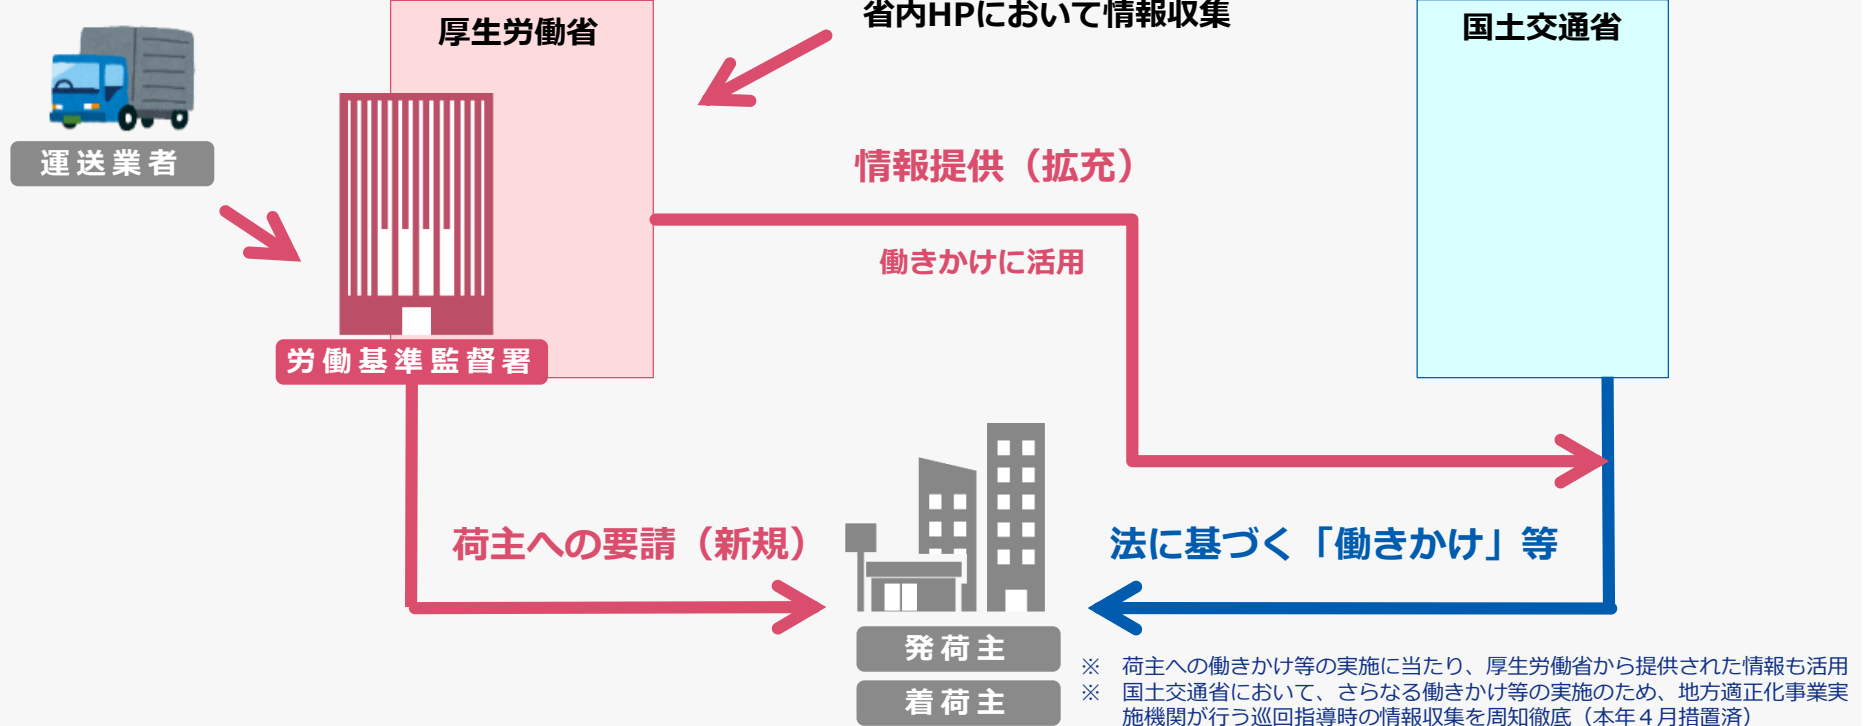 省内HPにおいて情報収集
厚生労働省
国土交通省
運送業者
情報提供（拡充）
働きかけに活用
労働基準監督署
荷主への要請（新規）
法に基づく「働きかけ」等
発荷主
着荷主
※　荷主への働きかけ等の実施に当たり、厚生労働省から提供された情報も活用
※　国土交通省において、さらなる働きかけ等の実施のため、地方適正化事業実
施機関が行う巡回指導時の情報収集を周知徹底（本年４月措置済）